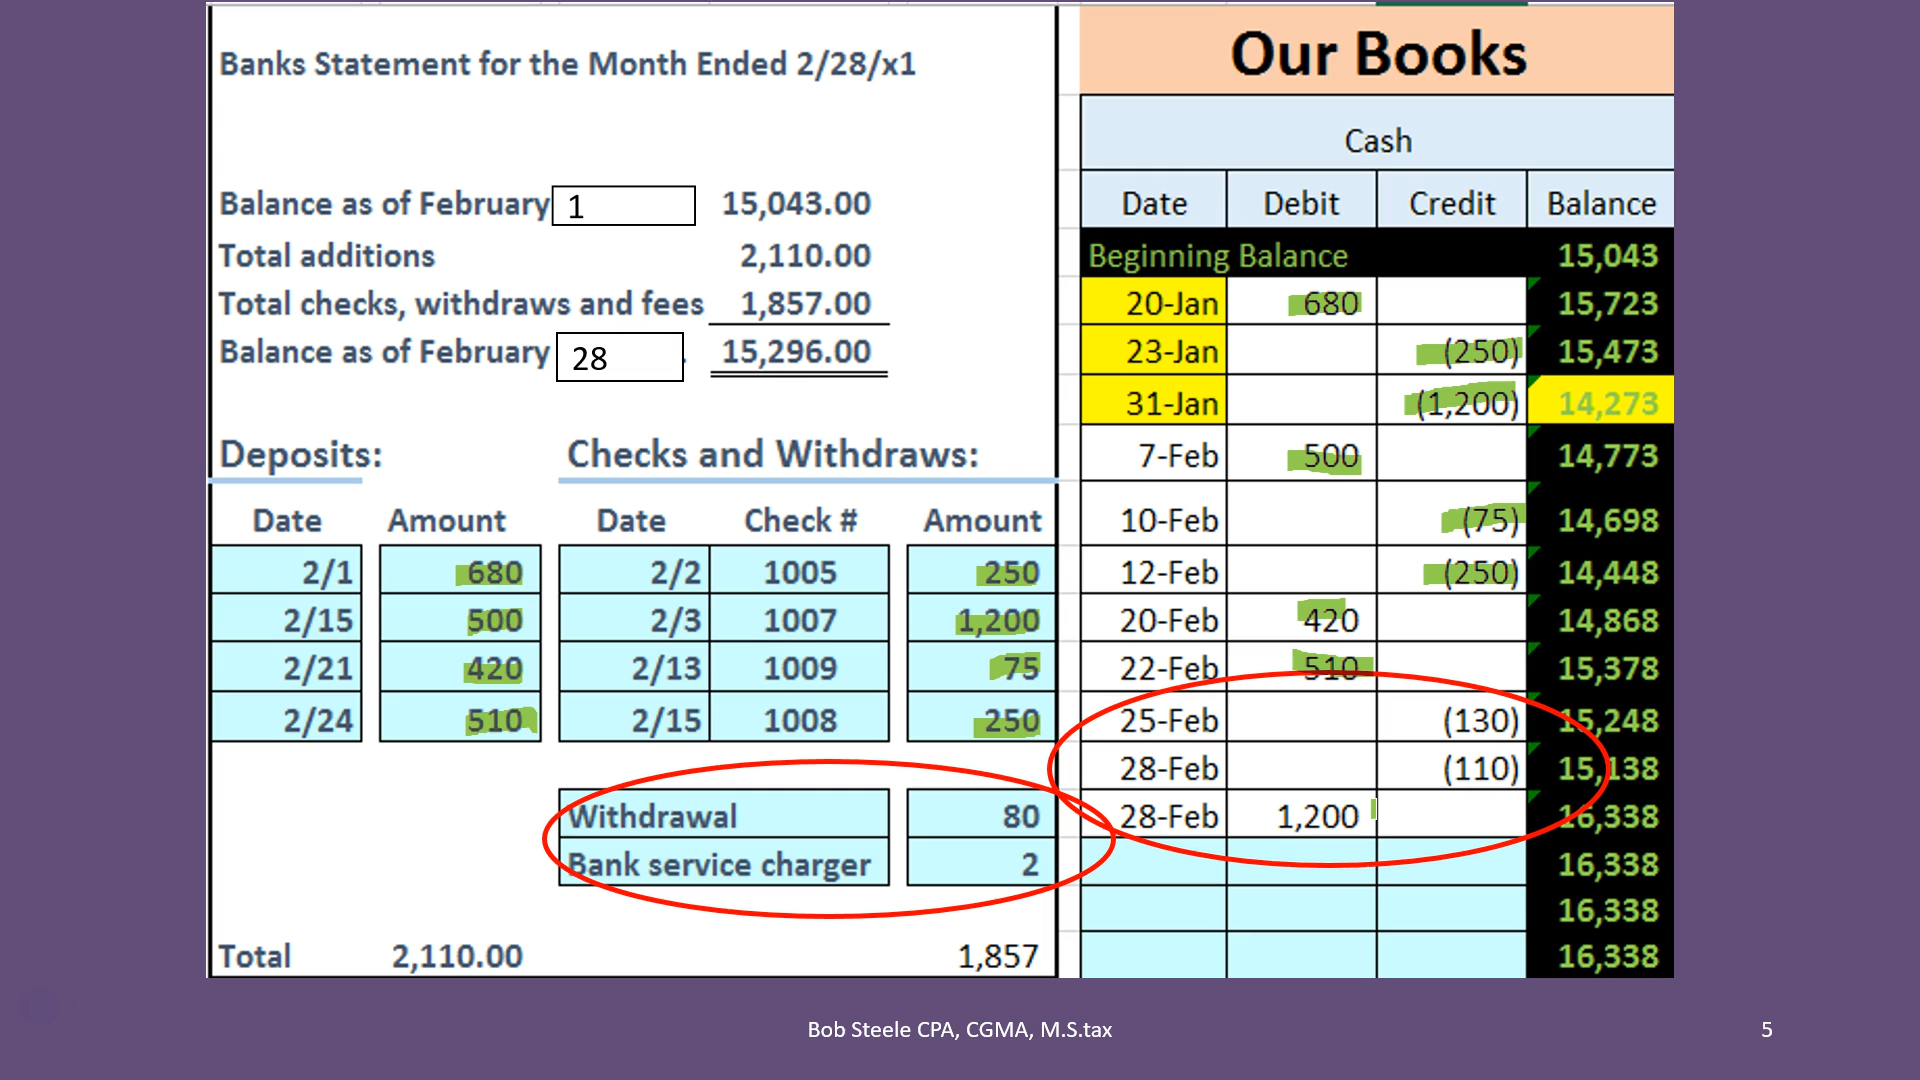 Banks Statement for the Month Ended 2/28/x1
Balance as of February 1 15,043.00
Total additions 2,110.00
Total checks, withdraws and fees 1,857.00
Balance as of February 28 15,296.00
Deposits: Checks and Withdraws:
Date Amount Date Check # Amount
2/1 680 2/2 1005 250
2/15 500 2/3 1007 1,200
2/21 420 2/13 1009 75
2/24 510 2/15 1008 250
Withdrawal 80
Bank service charger 2
Total 2,110.00 1,857
Our Books
Cash
Date Debit Credit Balance
Beginning Balance 15,043
20-Jan 680 15,723
23-Jan (250) 15,473
31-Jan (1,200) 14,273
7-Feb 500 14,773
10-Feb (75) 14,698
12-Feb (250) 14,448
20-Feb 420 14,868
22-Feb 510 15,378
25-Feb (130) 15,248
28-Feb (110) 15,138
28-Feb 1,200 16,338
16,338
16,338
16,338
Bob Steele CPA, CGMA, M.S.tax
5